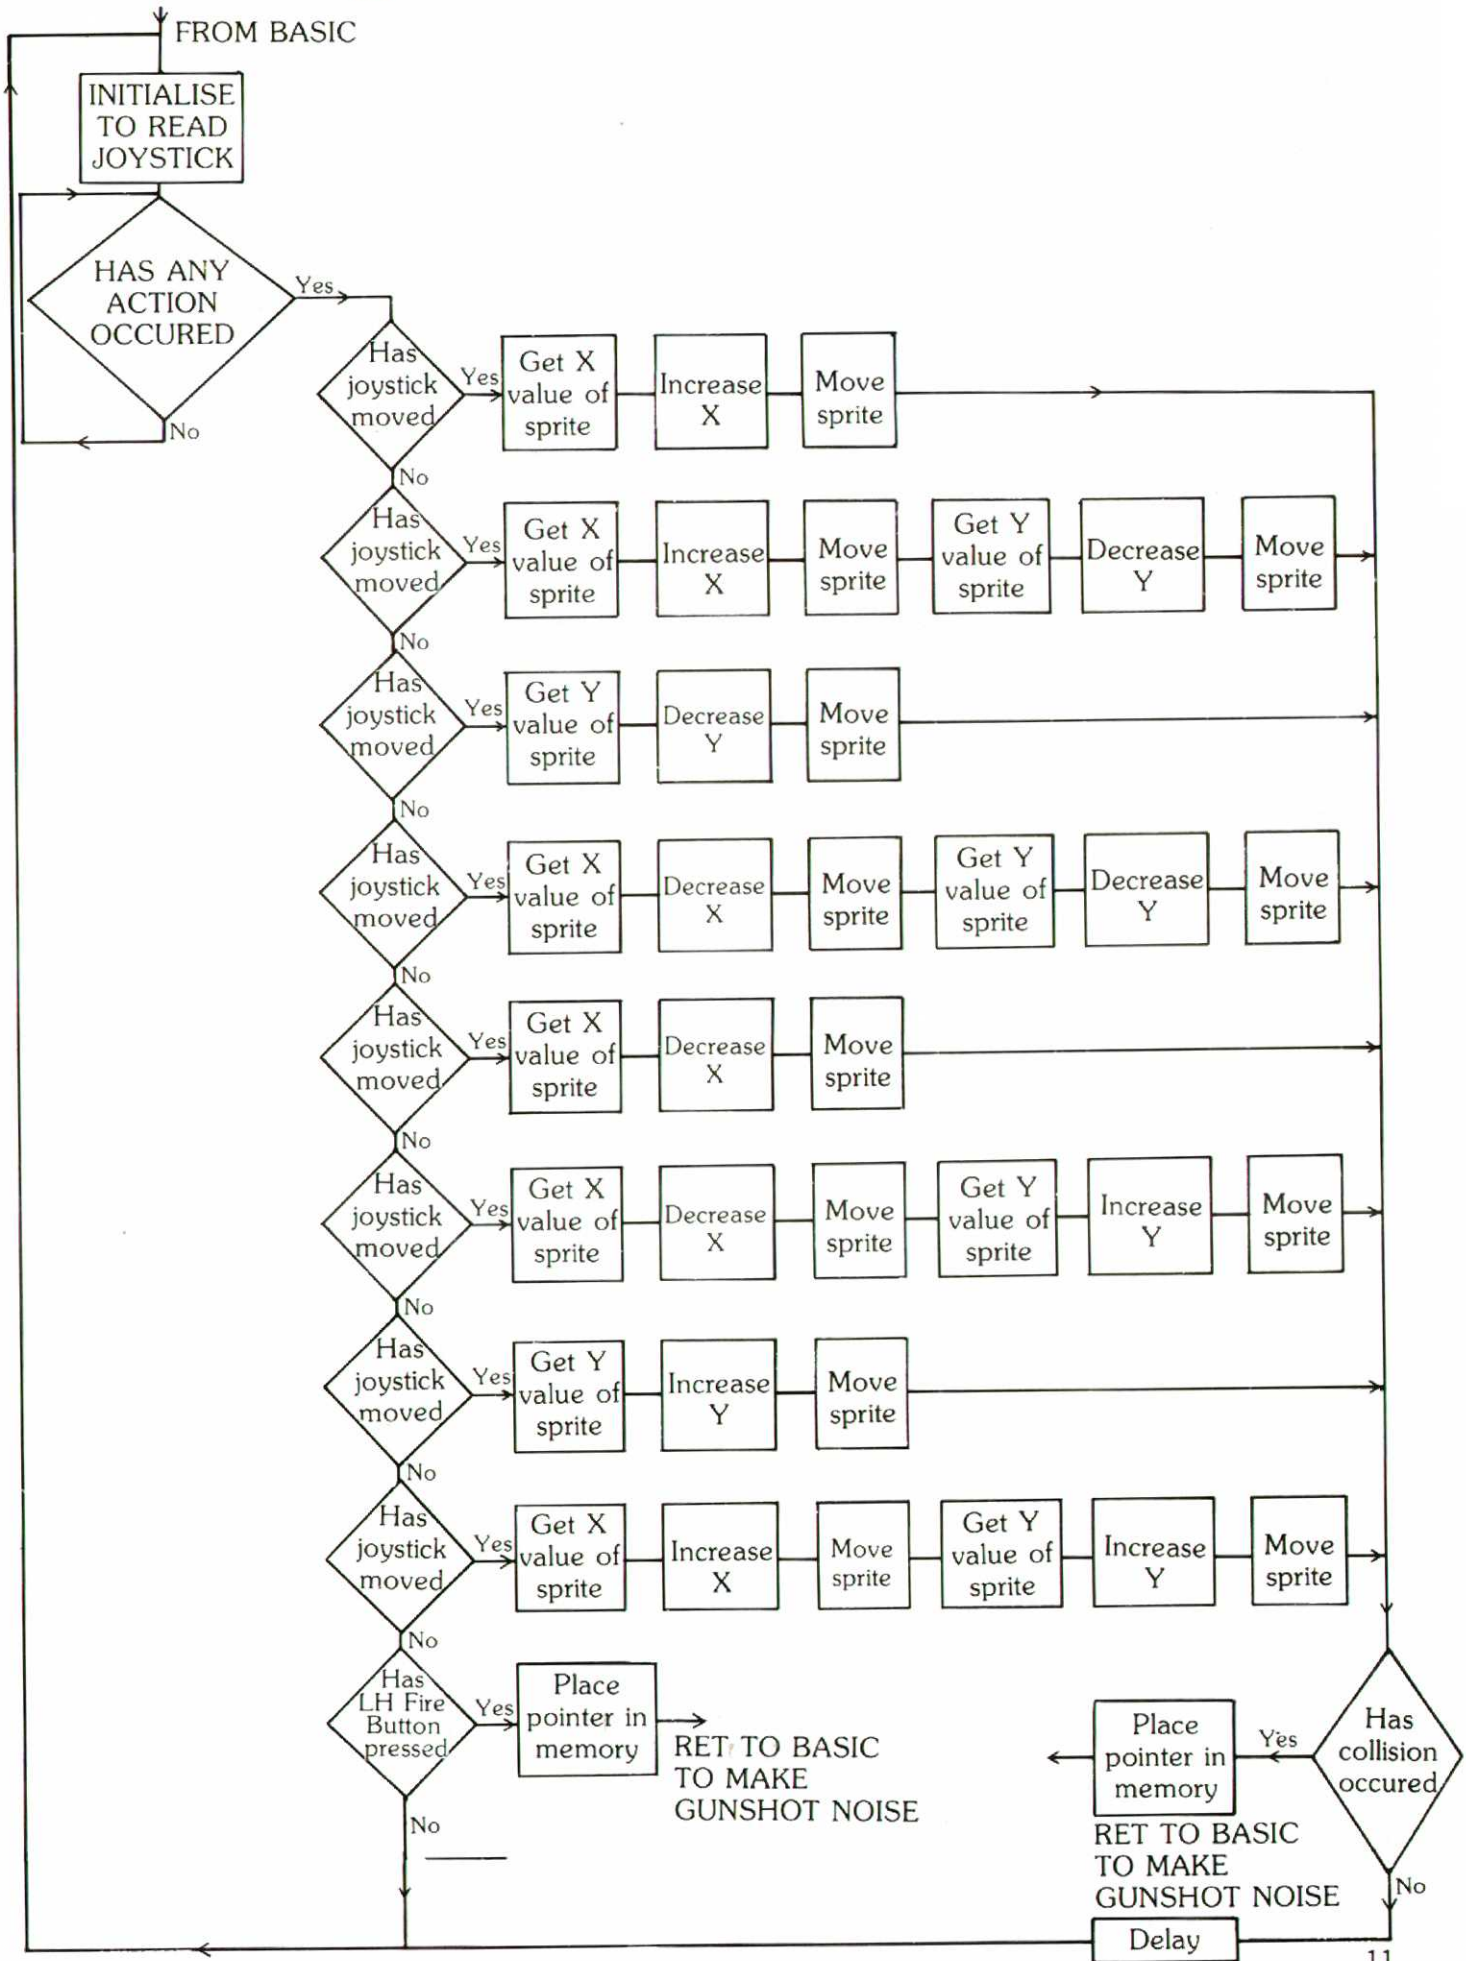 FROM BASIC
INITIALISE
TO READ
JOYSTICK
HAS ANY
ACTION
OCCURED
Yes
No
Has
joystick
moved
Yes
Get X
value of
sprite
Increase
X
Move
sprite
No
Has
joystick
moved
Yes
Get X
value of
sprite
Increase
X
Move
sprite
Get Y
value of
sprite
Decrease
Y
Move
sprite
No
Has
joystick
moved
Yes
Get Y
value of
sprite
Decrease
Y
Move
sprite
No
Has
joystick
moved
Yes
Get X
value of
sprite
Decrease
X
Move
sprite
Get Y
value of
sprite
Decrease
Y
Move
sprite
No
Has
joystick
moved
Yes
Get X
value of
sprite
Decrease
X
Move
sprite
No
Has
joystick
moved
Yes
Get X
value of
sprite
Decrease
X
Move
sprite
Get Y
value of
sprite
Increase
Y
Move
sprite
No
Has
joystick
moved
Yes
Get Y
value of
sprite
Increase
Y
Move
sprite
No
Has
joystick
moved
Yes
Get X
value of
sprite
Increase
X
Move
sprite
Get Y
value of
sprite
Increase
Y
Move
sprite
No
Has
LH Fire
Button
pressed
Yes
Place
pointer in
memory
RET TO BASIC
TO MAKE
GUNSHOT NOISE
No
Has
collision
occured
Yes
Place
pointer in
memory
RET TO BASIC
TO MAKE
GUNSHOT NOISE
No
Delay
11